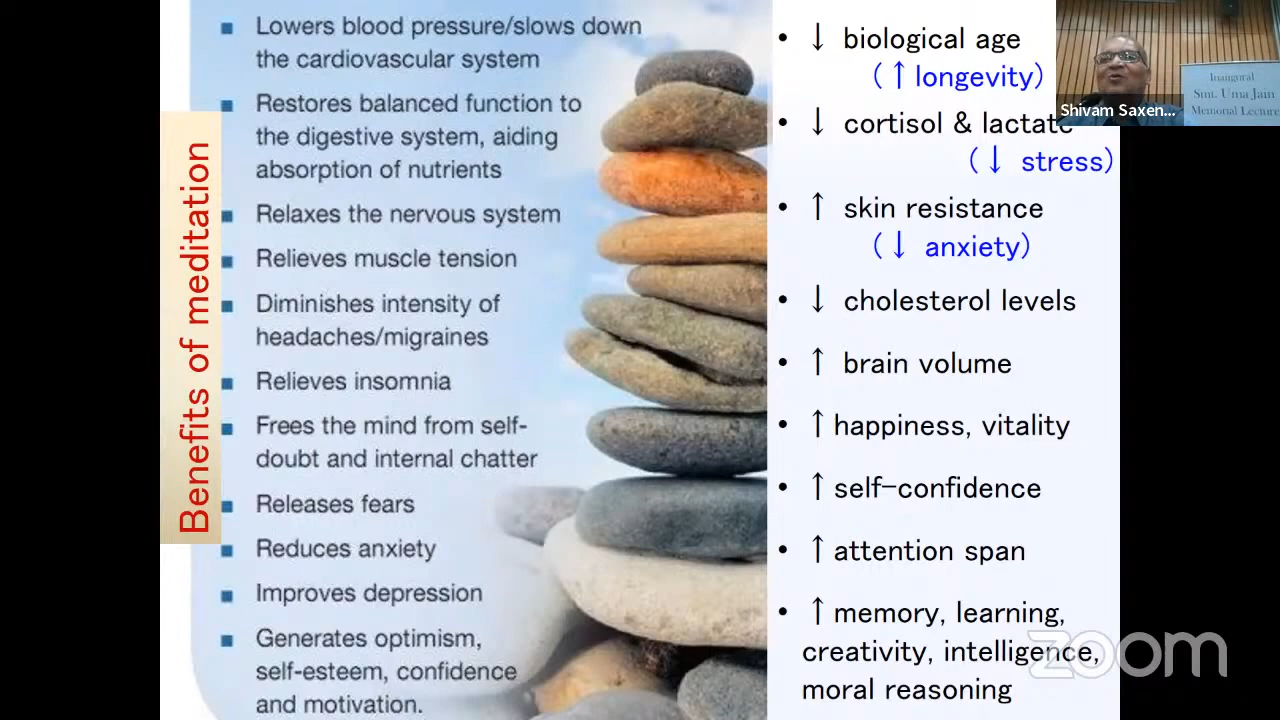 Benefits of meditation
Lowers blood pressure/slows down
the cardiovascular system
Restores balanced function to
the digestive system, aiding
absorption of nutrients
Relaxes the nervous system
Relieves muscle tension
Diminishes intensity of
headaches/migraines
Relieves insomnia
Frees the mind from self-
doubt and internal chatter
Releases fears
Reduces anxiety
Improves depression
Generates optimism,
self-esteem, confidence
and motivation.
• ↓ biological age
(↑ longevity)
• ↓ cortisol & lactate
(↓ stress)
• ↑ skin resistance
(↓ anxiety)
• ↓ cholesterol levels
• ↑ brain volume
• ↑ happiness, vitality
• ↑ self-confidence
• ↑ attention span
• ↑ memory, learning,
creativity, intelligence,
moral reasoning
Shivam Saxen...
Inaugural
Smt. Uma Jain
Memorial Lecture
zoom